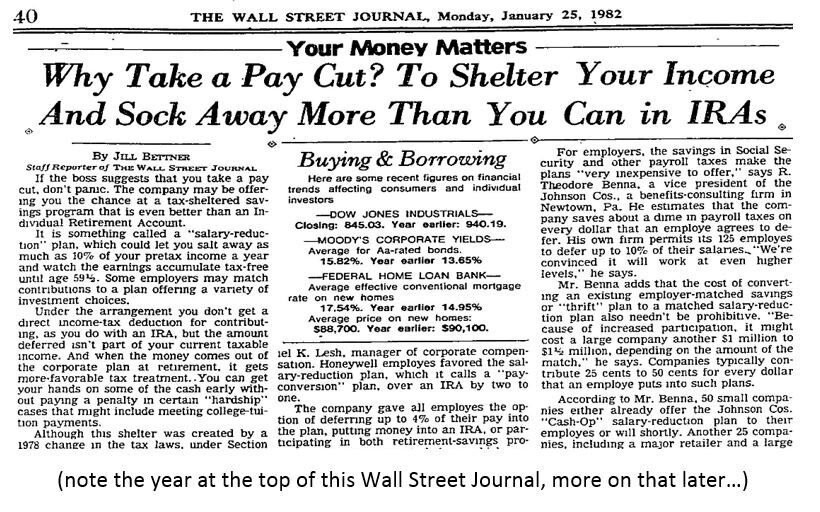 40
THE WALL STREET JOURNAL, Monday, January 25, 1982
Your Money Matters
Why Take a Pay Cut? To Shelter Your Income
And Sock Away More Than You Can in IRAs
By JILL BETTNER
Staff Reporter of THE WALL STREET JOURNAL
If the boss suggests that you take a pay
cut, don't panic. The company may be offer-
ing you the chance at a tax-sheltered sav-
ings program that is even better than an In-
dividual Retirement Account.
It is something called a "salary-reduc-
tion" plan, which could let you salt away as
much as 10% of your pretax income a year
and watch the earnings accumulate tax-free
until age 59½. Some employers may match
contributions to a plan offering a variety of
investment choices.
Under the arrangement you don't get a
direct income-tax deduction for contribut-
ing, as you do with an IRA, but the amount
deferred isn't part of your current taxable
income. And when the money comes out of
the corporate plan at retirement, it gets
more-favorable tax treatment. You can get
your hands on some of the cash early with-
out paying a penalty in certain "hardship"
cases that might include meeting college-tui-
tion payments.
Although this shelter was created by a
1978 change in the tax laws, under Section
Buying & Borrowing
Here are some recent figures on financial
trends affecting consumers and individual
investors
—DOW JONES INDUSTRIALS—
Closing: 845.03. Year earlier: 940.19.
—MOODY'S CORPORATE YIELDS—
Average for Aa-rated bonds.
15.82%. Year earlier 13.65%
—FEDERAL HOME LOAN BANK—
Average effective conventional mortgage
rate on new homes
17.54%. Year earlier 14.95%
Average price on new homes:
$88,700. Year earlier: $90,100.
iel K. Lesh, manager of corporate compen-
sation. Honeywell employes favored the sal-
ary-reduction plan, which it calls a "pay-
conversion" plan, over an IRA by two to
one.
The company gave all employes the op-
tion of deferring up to 4% of their pay into
the plan, putting money into an IRA, or par-
ticipating in both retirement-savings pro-
For employers, the savings in Social Se-
curity and other payroll taxes make the
plans "very inexpensive to offer," says R.
Theodore Benna, a vice president of the
Johnson Cos., a benefits-consulting firm in
Newtown, Pa. He estimates that the com-
pany saves about a dime in payroll taxes on
every dollar that an employe agrees to de-
fer. His own firm permits its 125 employes
to defer up to 10% of their salaries. "We're
convinced it will work at even higher
levels," he says.
Mr. Benna adds that the cost of convert-
ing an existing employer-matched savings
or "thrift" plan to a matched salary-reduc-
tion plan also needn't be prohibitive. "Be-
cause of increased participation, it might
cost a large company another $1 million to
$1½ million, depending on the amount of the
match," he says. Companies typically con-
tribute 25 cents to 50 cents for every dollar
that an employe puts into such plans.
According to Mr. Benna, 50 small compa-
nies either already offer the Johnson Cos.
"Cash-Op" salary-reduction plan to their
employes or will shortly. Another 25 compa-
nies, including a major retailer and a large
(note the year at the top of this Wall Street Journal, more on that later…)